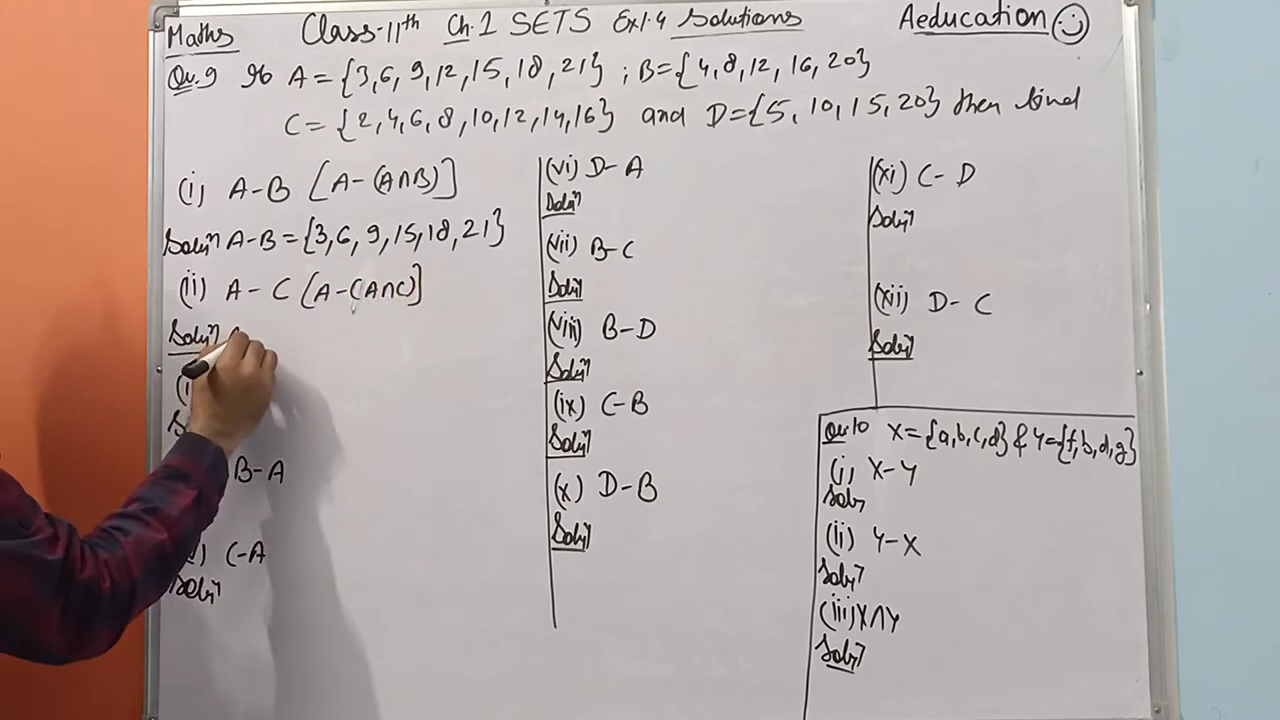 Maths Class-11th Ch.1 SETS Ex1.4 Solutions Aeducation
Qu.9 If A={3,6,9,12,15,18,21} ; B={4,8,12,16,20}
C={2,4,6,8,10,12,14,16} and D={5,10,15,20} then find
(i) A-B [A-(A∩B)]
Solⁿ A-B={3,6,9,15,18,21}
(ii) A-C [A-(A∩C)]
Solⁿ
B-A
C-A
Solⁿ
(vi) D-A
Solⁿ
(vii) B-C
Solⁿ
(viii) B-D
Solⁿ
(ix) C-B
Solⁿ
(x) D-B
Solⁿ
(xi) C-D
Solⁿ
(xii) D-C
Solⁿ
Qu.10 X={a,b,c,d} & Y={f,b,d,g}
(i) X-Y
Solⁿ
(ii) Y-X
Solⁿ
(iii) X∩Y
Solⁿ